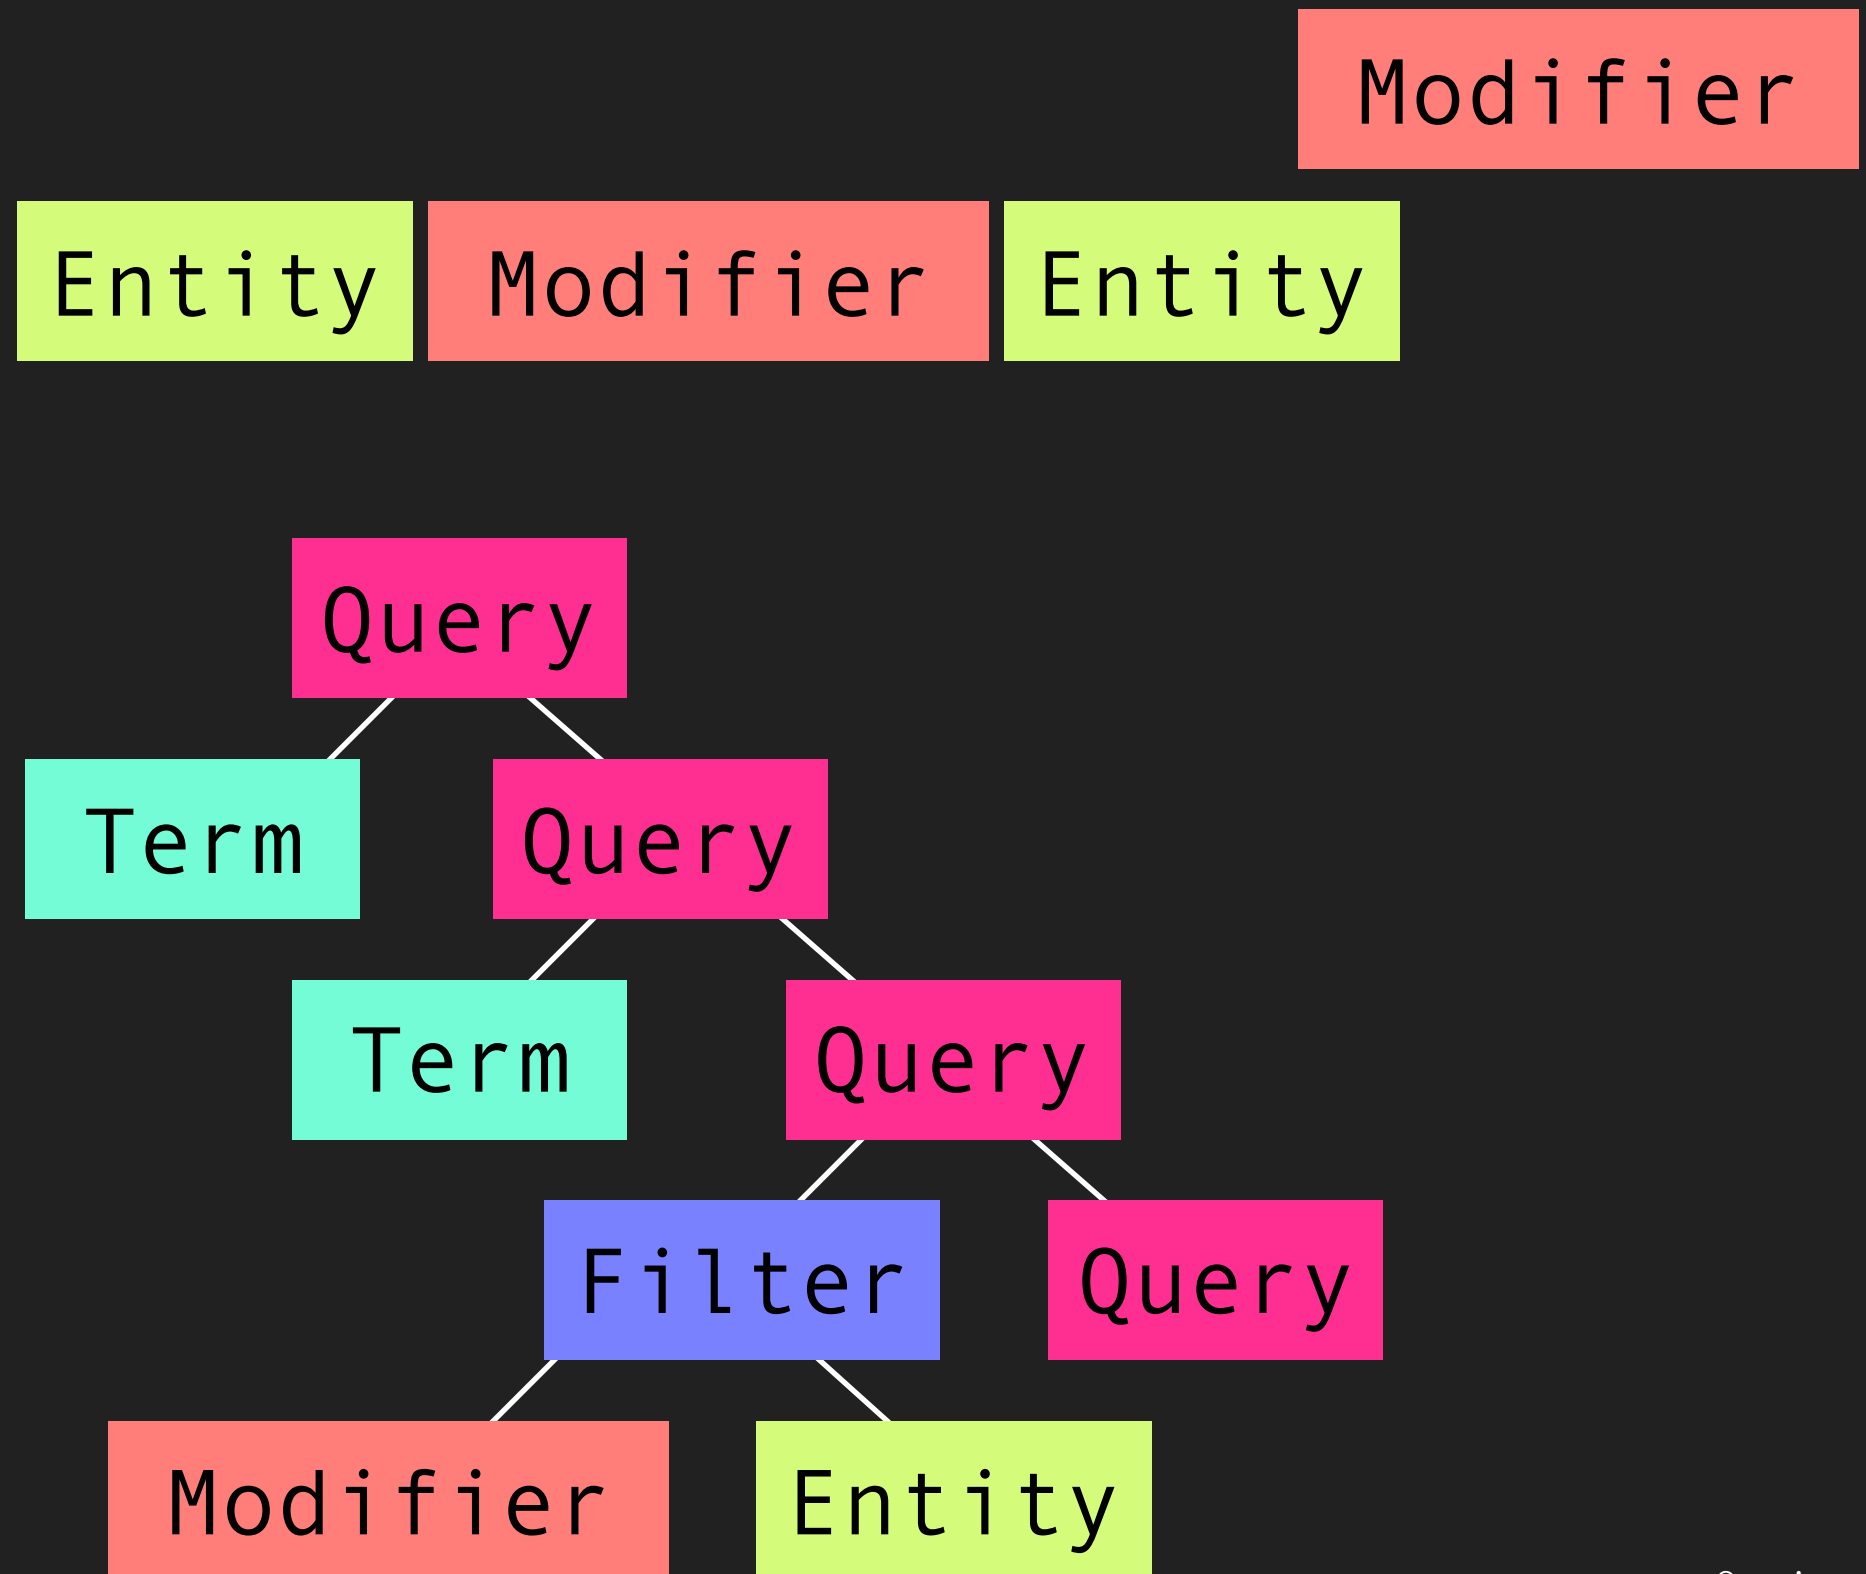 Modifier
Entity Modifier Entity
Query
Term Query
Term Query
Filter Query
Modifier Entity